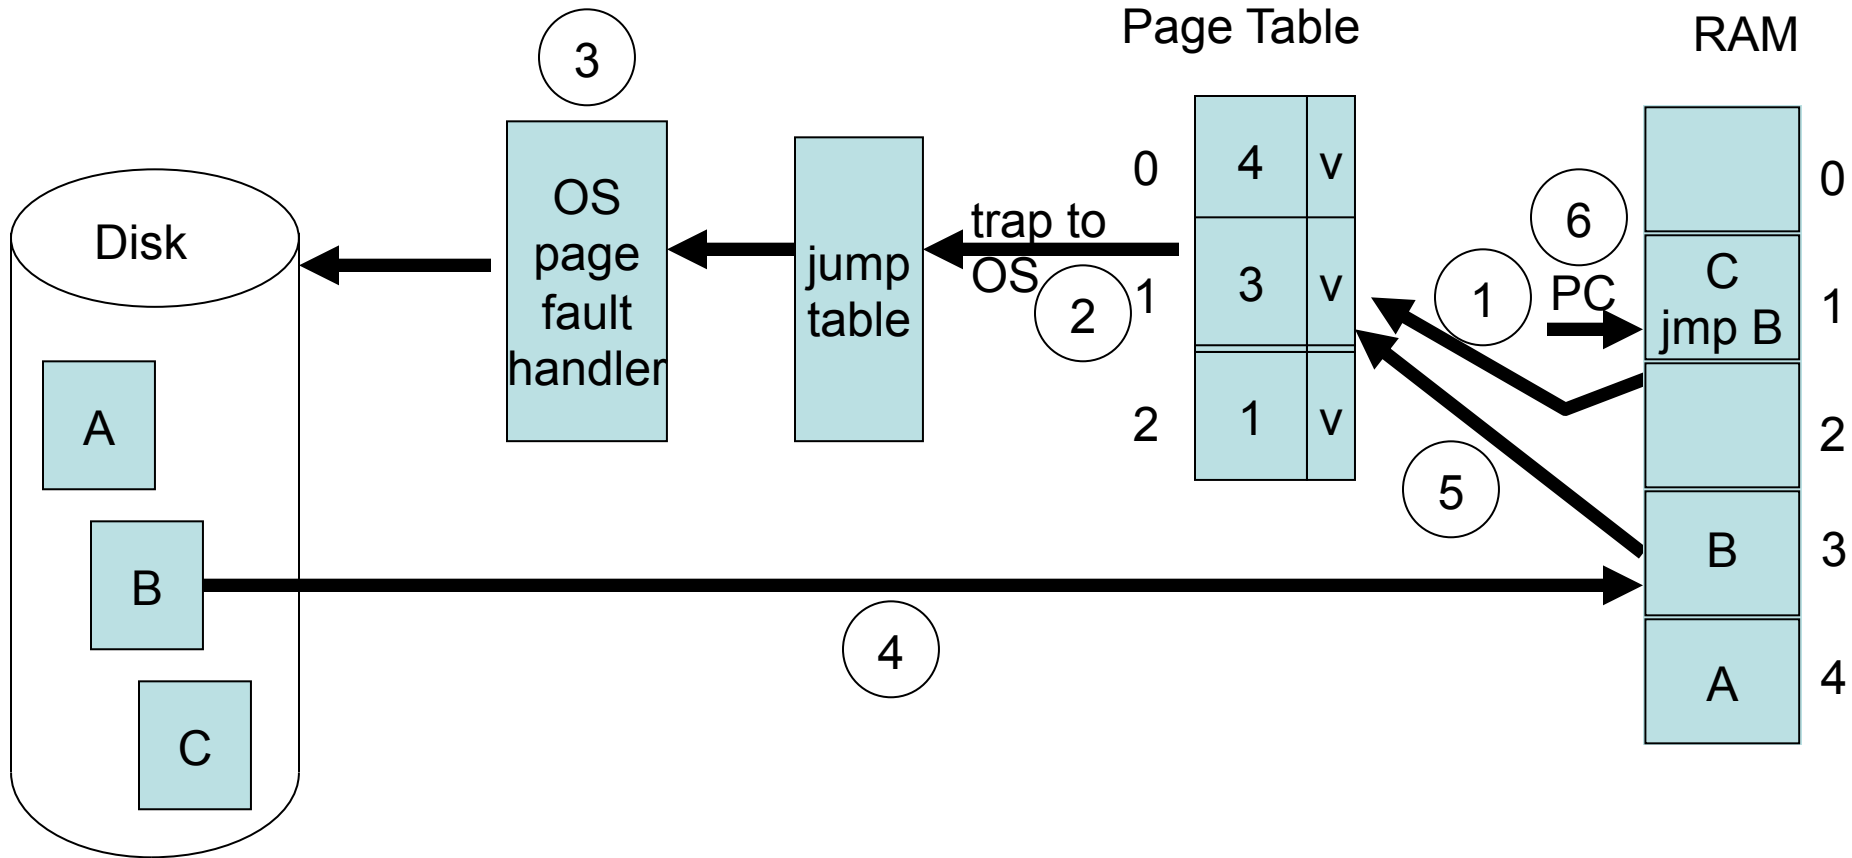 Page Table
RAM
3
Disk
OS
page
fault
handler
jump
table
trap to
OS
2
0
4 v
1
3 v
2
1 v
1
6
PC
5
4
A
B
C
0
C
jmp B
1
2
B
3
A
4